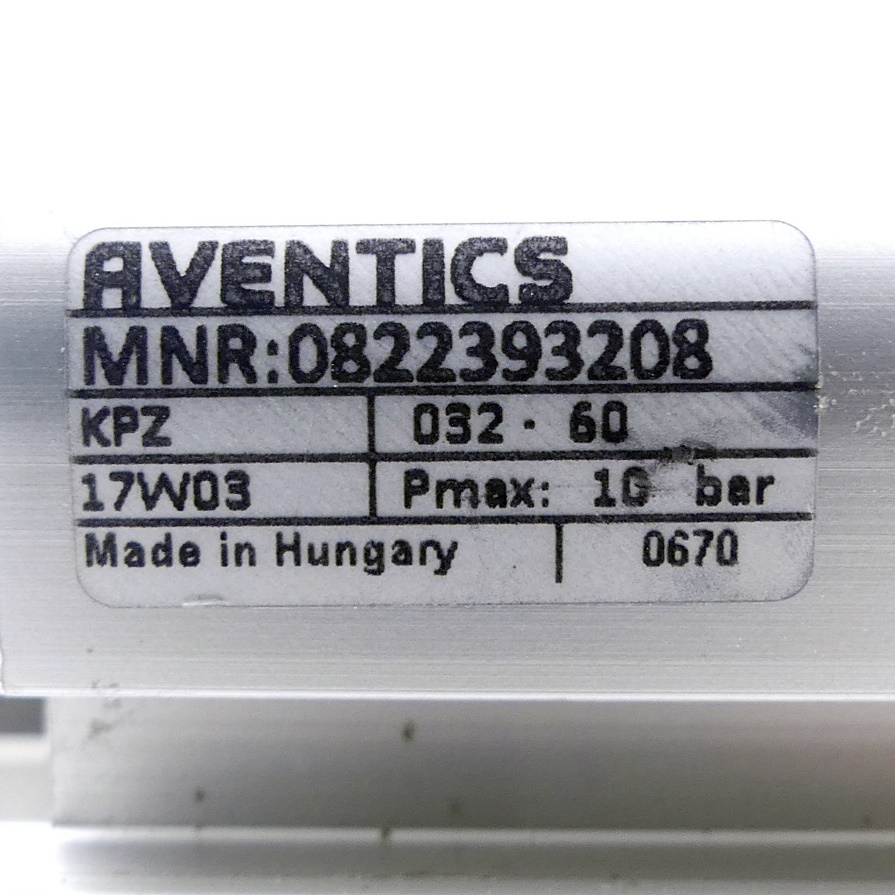 AVENTICS
MNR:0822393208
KPZ 032 - 60
17W03 Pmax: 10 bar
Made in Hungary 0670